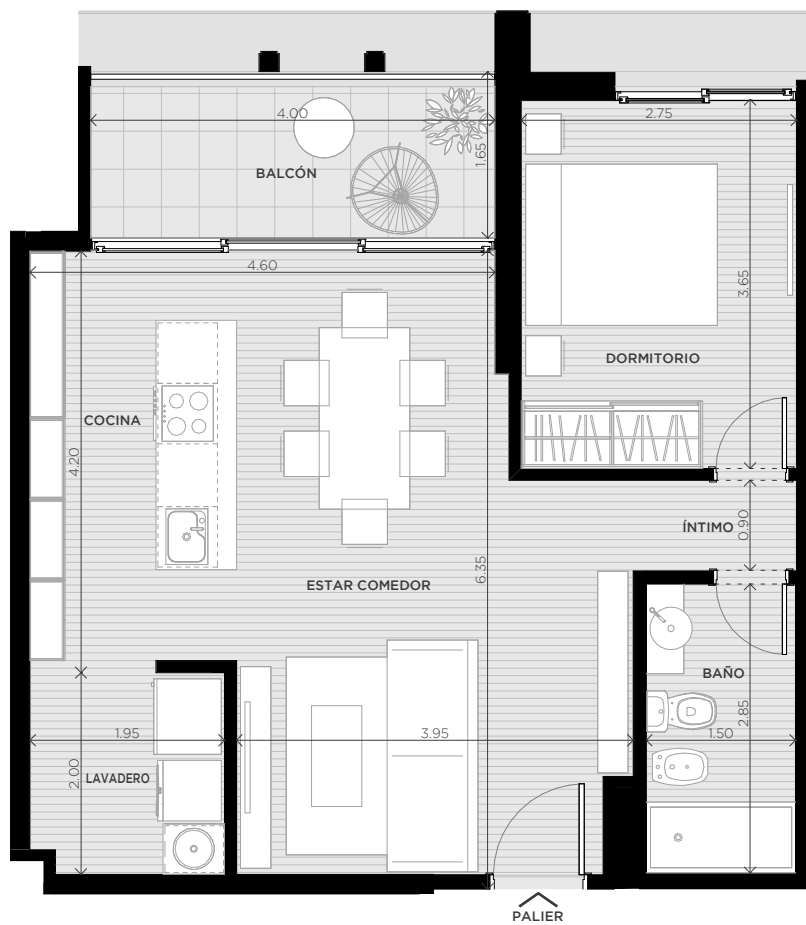 4.00
2.75
1.65
BALCÓN
4.60
3.65
DORMITORIO
COCINA
4.20
ÍNTIMO
0.90
6.35
ESTAR COMEDOR
BAÑO
2.85
1.95
3.95
1.50
2.00
LAVADERO
PALIER